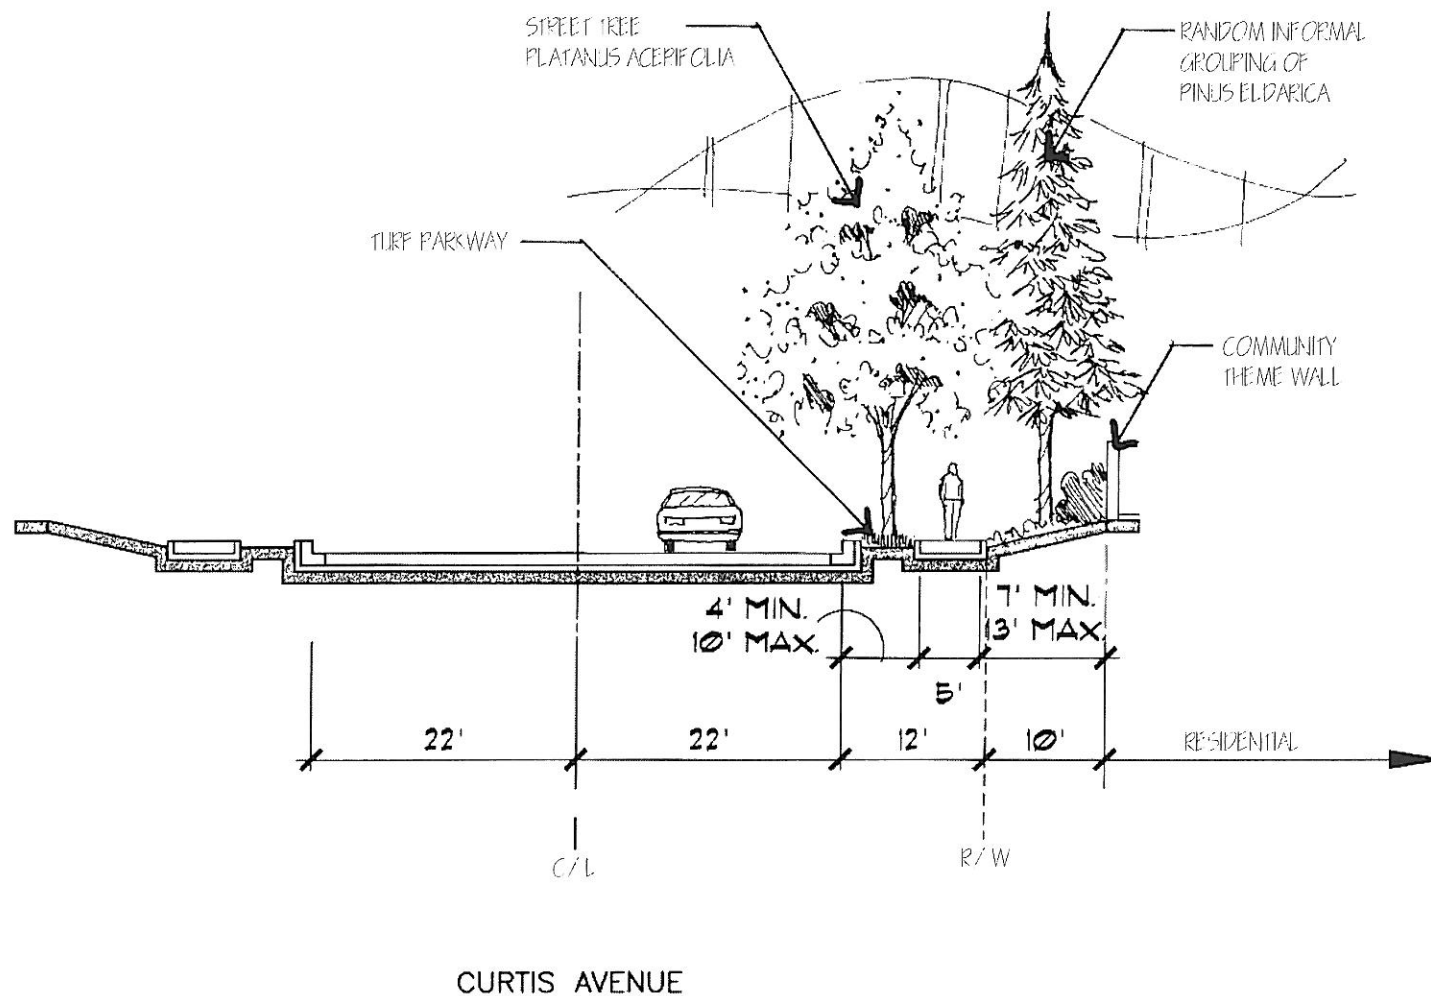 STREET TREE
PLATANUS ACERIFOLIA
RANDOM INFORMAL
GROUPING OF
PINUS ELDARICA
TURF PARKWAY
COMMUNITY
THEME WALL
4' MIN.
10' MAX.
7' MIN.
13' MAX.
5'
22'
22'
12'
10'
RESIDENTIAL
C/L
R/W
CURTIS AVENUE